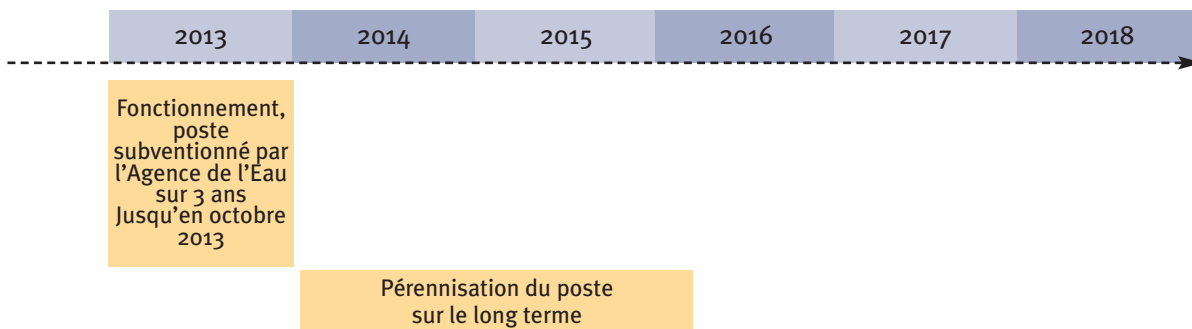 2013 2014 2015 2016 2017 2018
Fonctionnement,
poste
subventionné par
l’Agence de l’Eau
sur 3 ans
Jusqu’en octobre
2013
Pérennisation du poste
sur le long terme